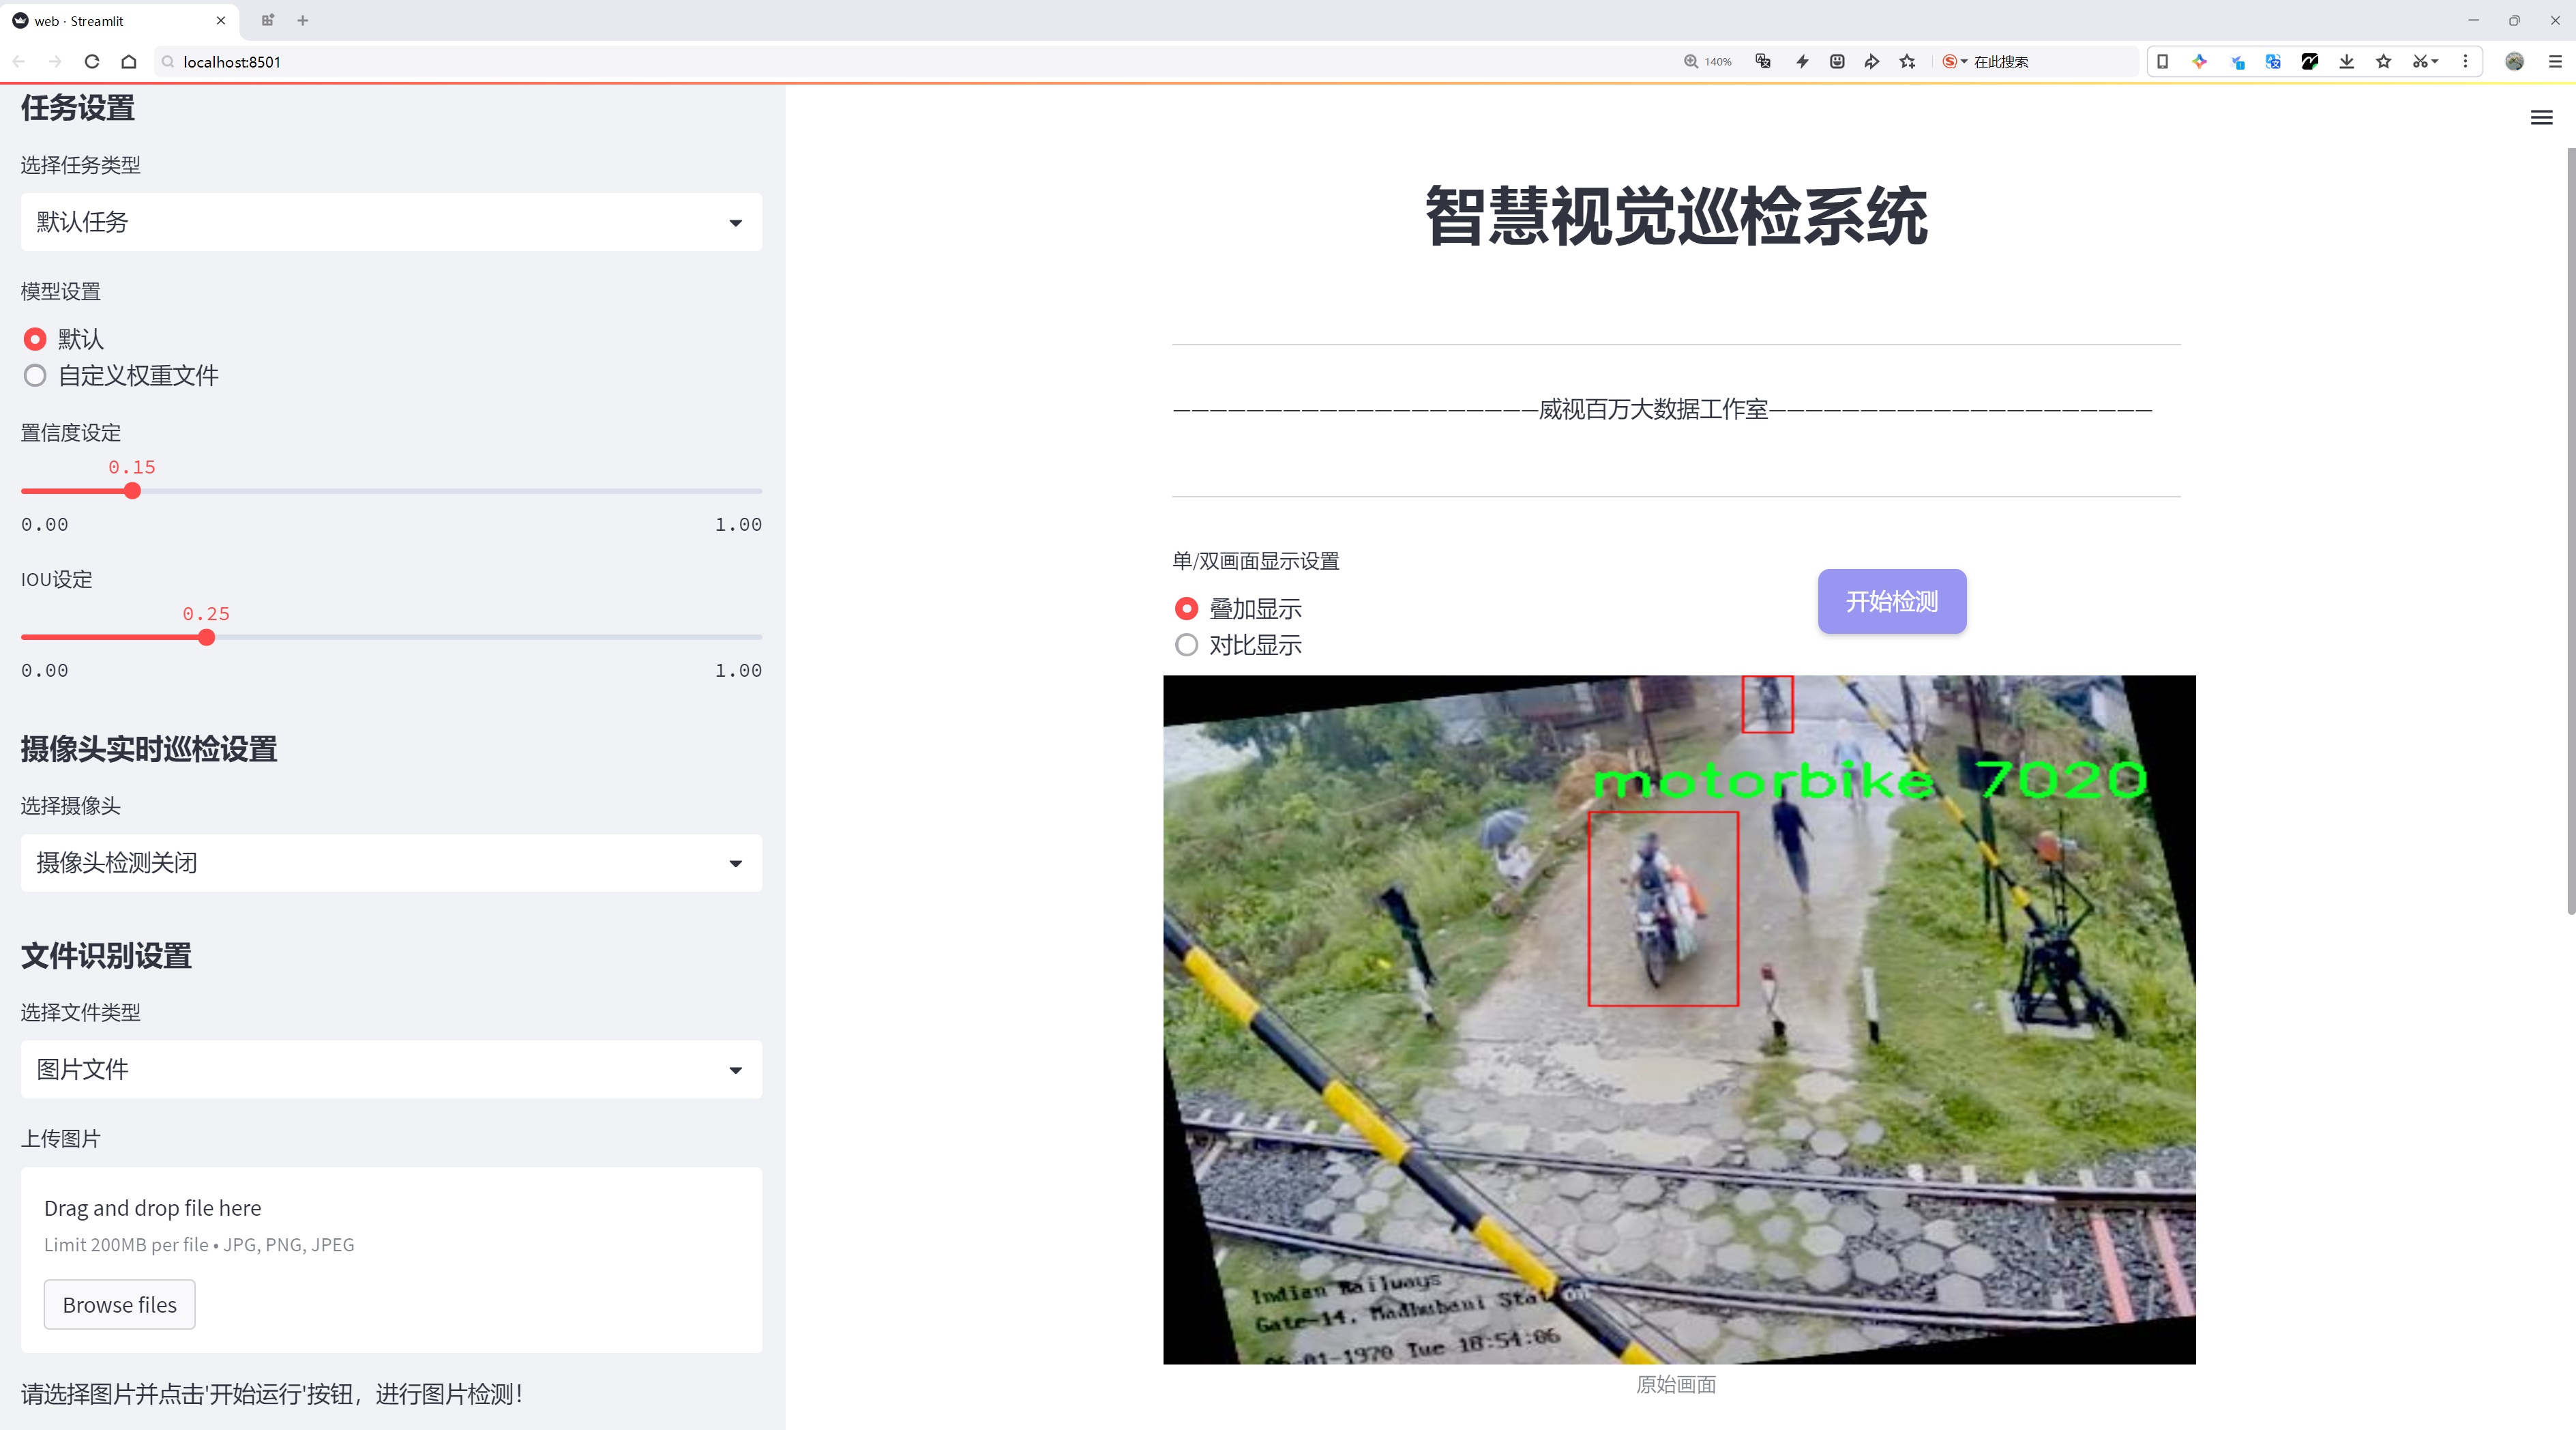 web · Streamlit
localhost:8501
140%
在此搜索
任务设置
选择任务类型
默认任务
模型设置
默认
自定义权重文件
置信度设定
0.15
0.00 1.00
IOU设定
0.25
0.00 1.00
摄像头实时巡检设置
选择摄像头
摄像头检测关闭
文件识别设置
选择文件类型
图片文件
上传图片
Drag and drop file here
Limit 200MB per file • JPG, PNG, JPEG
Browse files
请选择图片并点击'开始运行'按钮，进行图片检测！
智慧视觉巡检系统
————————————————————威视百万大数据工作室—————————————————————
单/双画面显示设置
叠加显示
对比显示
开始检测
motorbike 7020
Indian Railways
Gate-14, Madhubani Station
-01-1970 Tue 18:54:06
原始画面